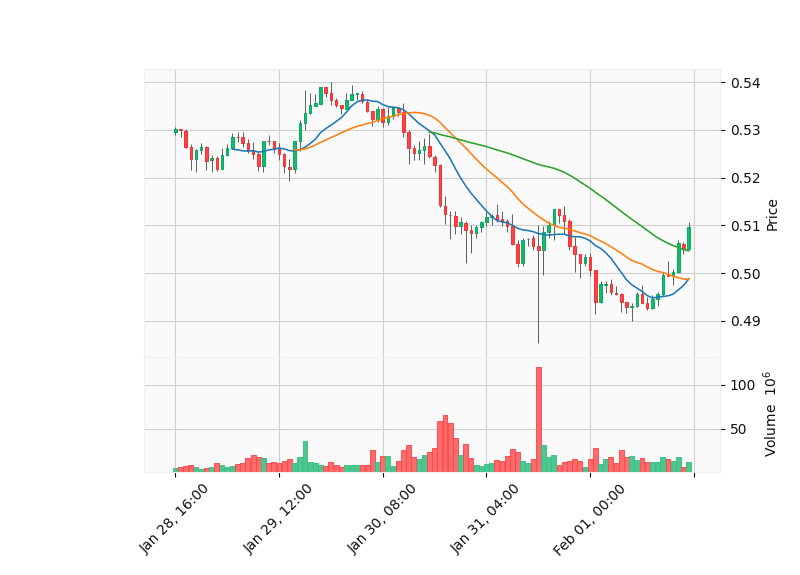 0.54
0.53
0.52
0.51
0.50
0.49
Price
100
50
Volume 10^6
Jan 28, 16:00
Jan 29, 12:00
Jan 30, 08:00
Jan 31, 04:00
Feb 01, 00:00